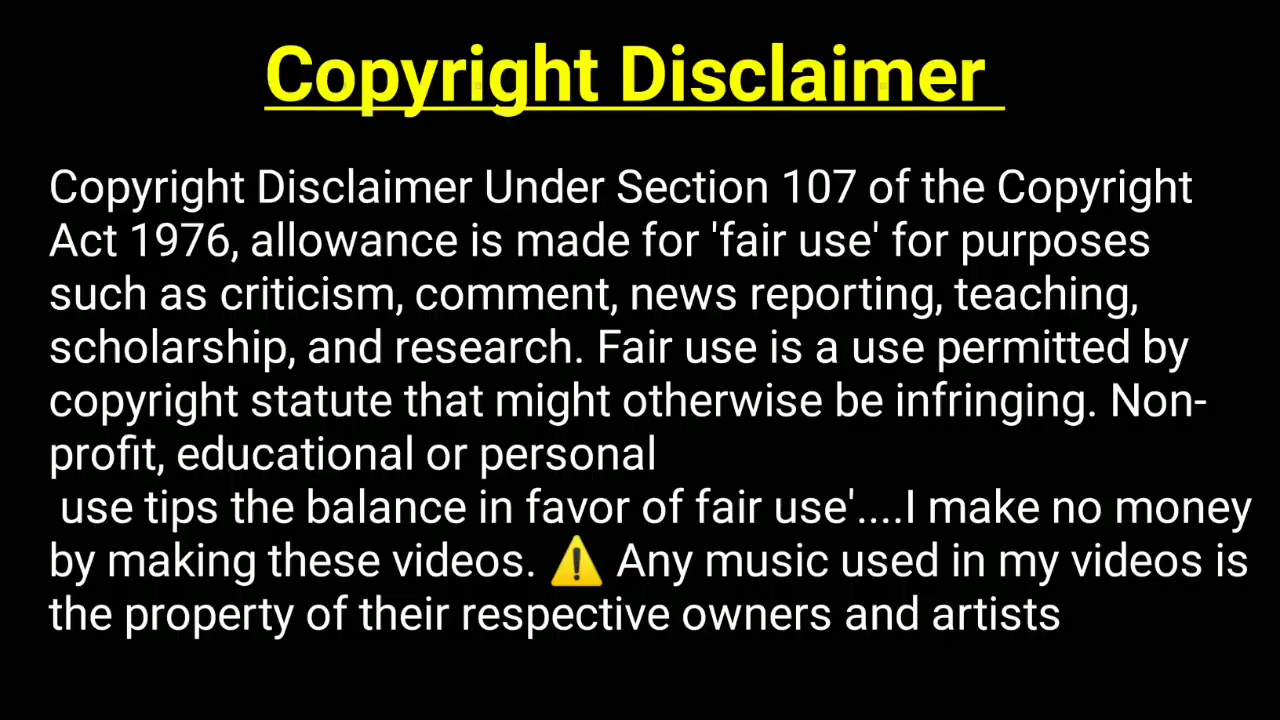 Copyright Disclaimer
Copyright Disclaimer Under Section 107 of the Copyright
Act 1976, allowance is made for 'fair use' for purposes
such as criticism, comment, news reporting, teaching,
scholarship, and research. Fair use is a use permitted by
copyright statute that might otherwise be infringing. Non-
profit, educational or personal
use tips the balance in favor of fair use'....I make no money
by making these videos. ⚠️ Any music used in my videos is
the property of their respective owners and artists